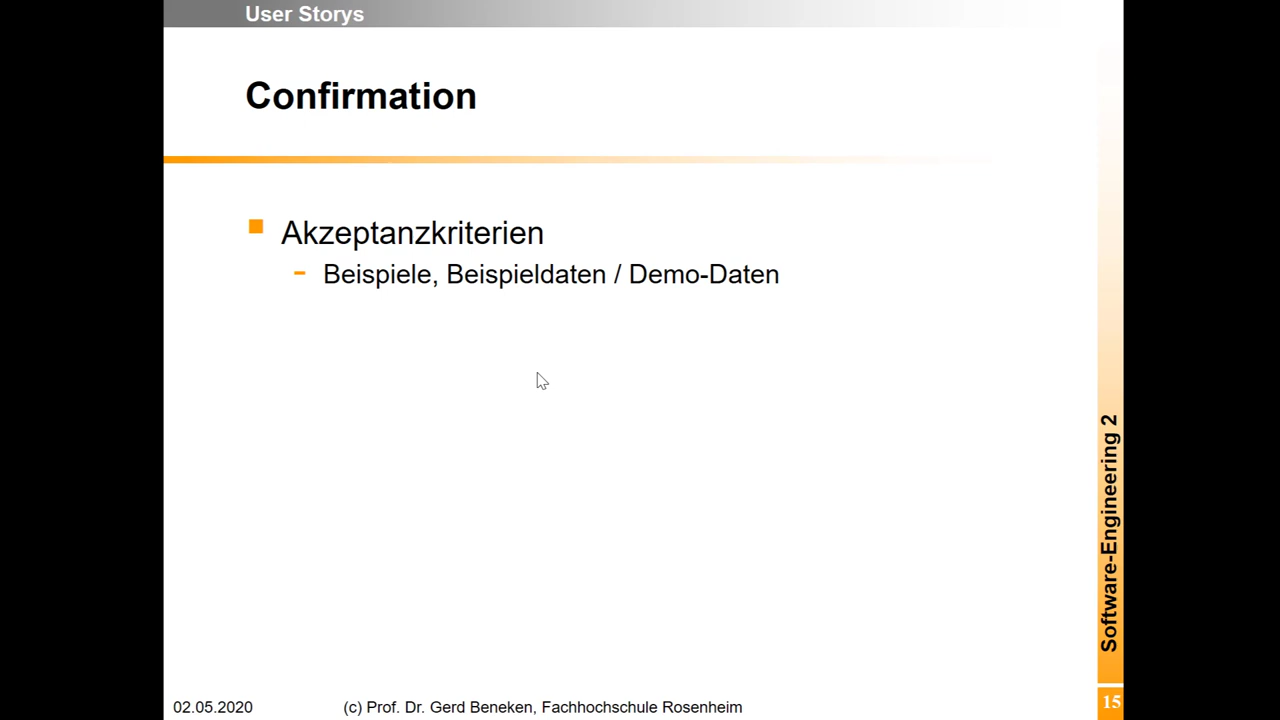 User Storys
Confirmation
Akzeptanzkriterien
- Beispiele, Beispieldaten / Demo-Daten
Software-Engineering 2
02.05.2020
(c) Prof. Dr. Gerd Beneken, Fachhochschule Rosenheim
15